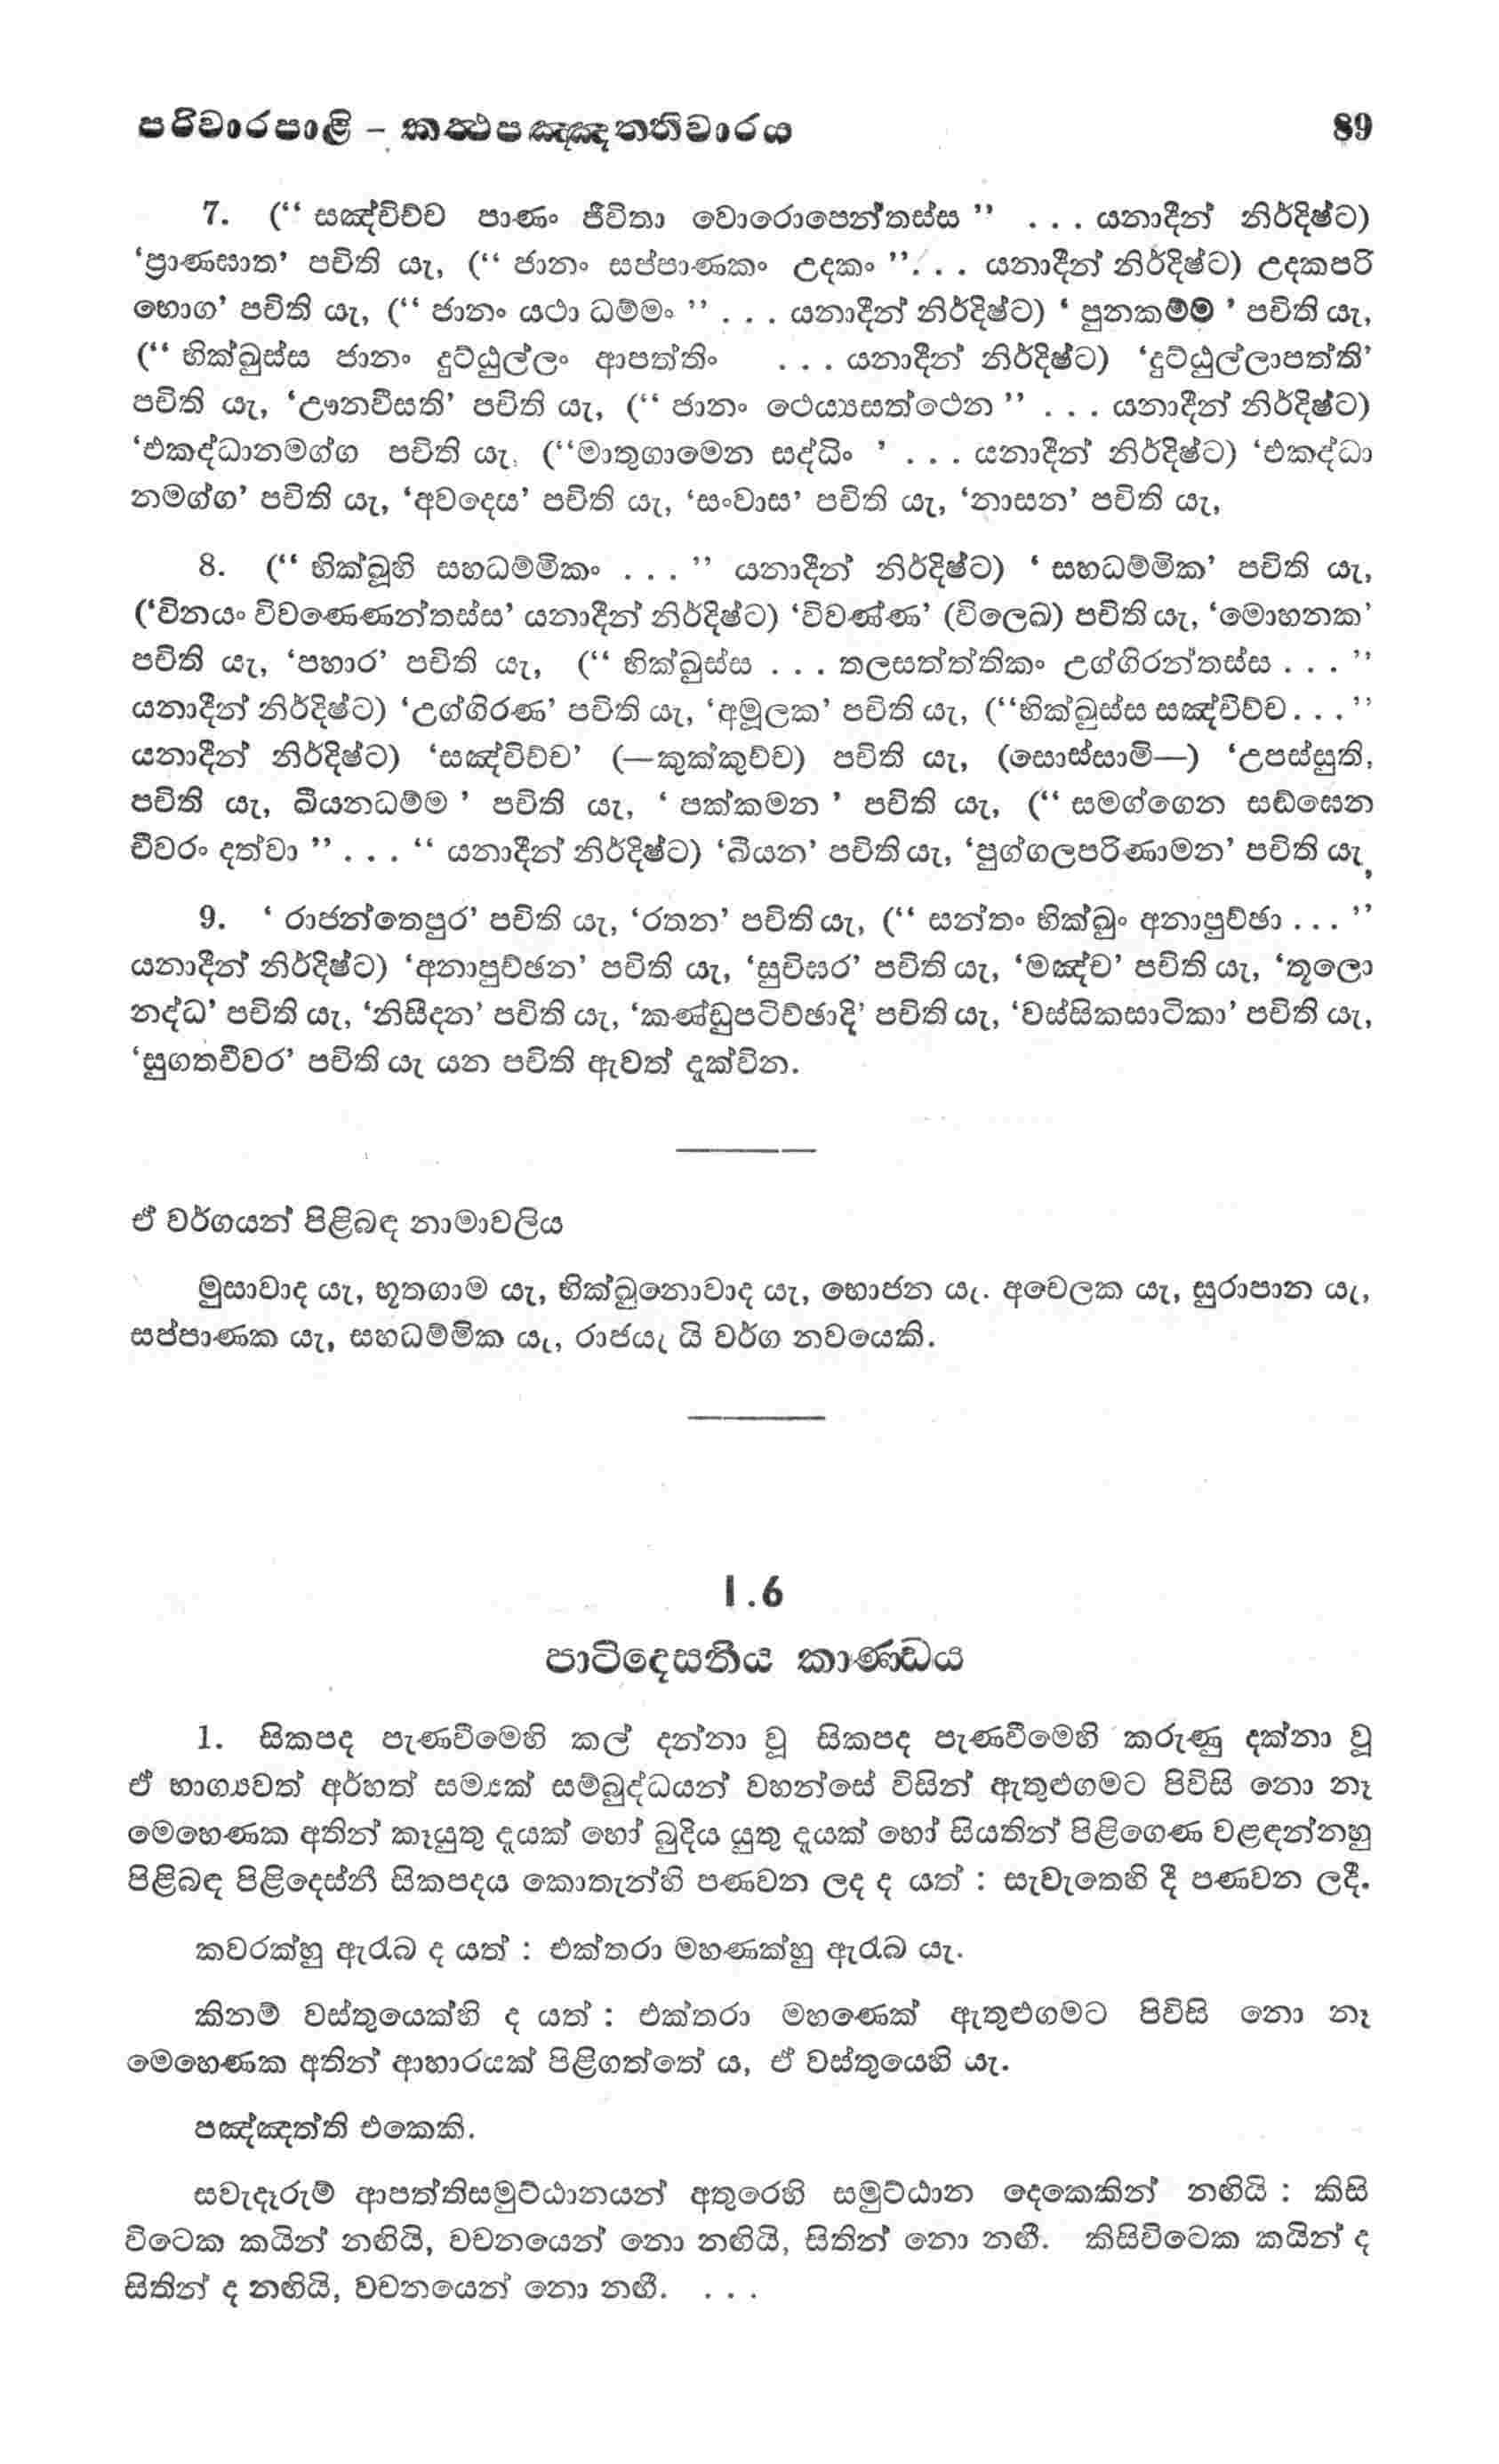 පරිවාරපාළි – කත්‍ථපඤ්ඤත්තිවාරය 89
7. (“ සඤ්චිච්ච පාණං ජීවිතා වොරොපෙන්තස්ස ” . . . යනාදීන් නිර්දිෂ්ට)
‘ප්‍රාණඝාත’ පචිති යැ, (“ ජානං සප්පාණකං උදකං ”. . . යනාදීන් නිර්දිෂ්ට) උදකපරි
භොග’ පචිති යැ, (“ ජානං යථා ධම්මං ” . . . යනාදීන් නිර්දිෂ්ට) ‘ පුනකම්ම ’ පචිති යැ,
(“ භික්ඛුස්ස ජානං දුට්ඨුල්ලං ආපත්තිං . . . යනාදීන් නිර්දිෂ්ට) ‘දුට්ඨුල්ලාපත්ති’
පචිති යැ, ‘ඌනවීසති’ පචිති යැ, (“ ජානං ථෙය්‍යසත්ථෙන ” . . . යනාදීන් නිර්දිෂ්ට)
‘එකද්ධානමග්ග පචිති යැ, (“මාතුගාමෙන සද්ධිං ’ . . . යනාදීන් නිර්දිෂ්ට) ‘එකද්ධා
නමග්ග’ පචිති යැ, ‘අවදෙය’ පචිති යැ, ‘සංවාස’ පචිති යැ, ‘නාසන’ පචිති යැ,
8. (“ භික්ඛූහි සහධම්මිකං . . . ” යනාදීන් නිර්දිෂ්ට) ‘ සහධම්මික’ පචිති යැ,
(‘විනයං විවණ්ණෙන්තස්ස’ යනාදීන් නිර්දිෂ්ට) ‘විවණ්ණ’ (විලෙඛ) පචිති යැ, ‘මොහනක’
පචිති යැ, ‘පහාර’ පචිති යැ, (“ භික්ඛුස්ස . . . තලසත්ත්තිකං උග්ගිරන්තස්ස . . . ”
යනාදීන් නිර්දිෂ්ට) ‘උග්ගිරණ’ පචිති යැ, ‘අමූලක’ පචිති යැ, (“භික්ඛුස්ස සඤ්චිච්ච. . . ”
යනාදීන් නිර්දිෂ්ට) ‘සඤ්චිච්ච’ (—කුක්කුච්ච) පචිති යැ, (සොස්සාමි—) ‘උපස්සුති,
පචිති යැ, ඛීයනධම්ම ’ පචිති යැ, ‘ පක්කමන ’ පචිති යැ, (“ සමග්ගෙන සඞ්ඝෙන
චීවරං දත්වා ” . . . “ යනාදීන් නිර්දිෂ්ට) ‘ඛීයන’ පචිති යැ, ‘පුග්ගලපරිණාමන’ පචිති යැ,
9. ‘ රාජන්තෙපුර’ පචිති යැ, ‘රතන’ පචිති යැ, (“ සන්තං භික්ඛුං අනාපුච්ඡා . . . ”
යනාදීන් නිර්දිෂ්ට) ‘අනාපුච්ඡන’ පචිති යැ, ‘සුචිඝර’ පචිති යැ, ‘මඤ්ච’ පචිති යැ, ‘තූලො
නද්ධ’ පචිති යැ, ‘නිසීදන’ පචිති යැ, ‘කණ්ඩුපටිච්ඡාදි’ පචිති යැ, ‘වස්සිකසාටිකා’ පචිති යැ,
‘සුගතචීවර’ පචිති යැ යන පචිති ඇවත් දැක්වින.
ඒ වර්ගයන් පිළිබඳ නාමාවලිය
මුසාවාද යැ, භූතගාම යැ, භික්ඛුනොවාද යැ, භොජන යැ. අචෙලක යැ, සුරාපාන යැ,
සප්පාණක යැ, සහධම්මික යැ, රාජයැ යි වර්ග නවයෙකි.
1.6
පාටිදෙසනීය කාණ්ඩය
1. සිකපද පැණවීමෙහි කල් දන්නා වූ සිකපද පැණවීමෙහි කරුණු දක්නා වූ
ඒ භාග්‍යවත් අර්හත් සම්‍යක් සම්බුද්ධයන් වහන්සේ විසින් ඇතුළුගමට පිවිසි නො නෑ
මෙහෙණක අතින් කෑයුතු දැයක් හෝ බුදිය යුතු දැයක් හෝ සියතින් පිළිගෙණ වළඳන්නහු
පිළිබඳ පිළිදෙස්නී සිකපදය කොතැන්හි පණවන ලද ද යත් : සැවැතෙහි දී පණවන ලදී.
කවරක්හු ඇරැබ ද යත් : එක්තරා මහණක්හු ඇරැබ යැ.
කිනම් වස්තුයෙක්හි ද යත් : එක්තරා මහණෙක් ඇතුළුගමට පිවිසි නො නෑ
මෙහෙණක අතින් ආහාරයක් පිළිගත්තේ ය, ඒ වස්තුයෙහි යැ.
පඤ්ඤත්ති එකෙකි.
සවැදෑරුම් ආපත්තිසමුට්ඨානයන් අතුරෙහි සමුට්ඨාන දෙකෙකින් නඟියි : කිසි
විටෙක කයින් නඟියි, වචනයෙන් නො නඟියි, සිතින් නො නඟී. කිසිවිටෙක කයින් ද
සිතින් ද නඟියි, වචනයෙන් නො නඟී. . . .